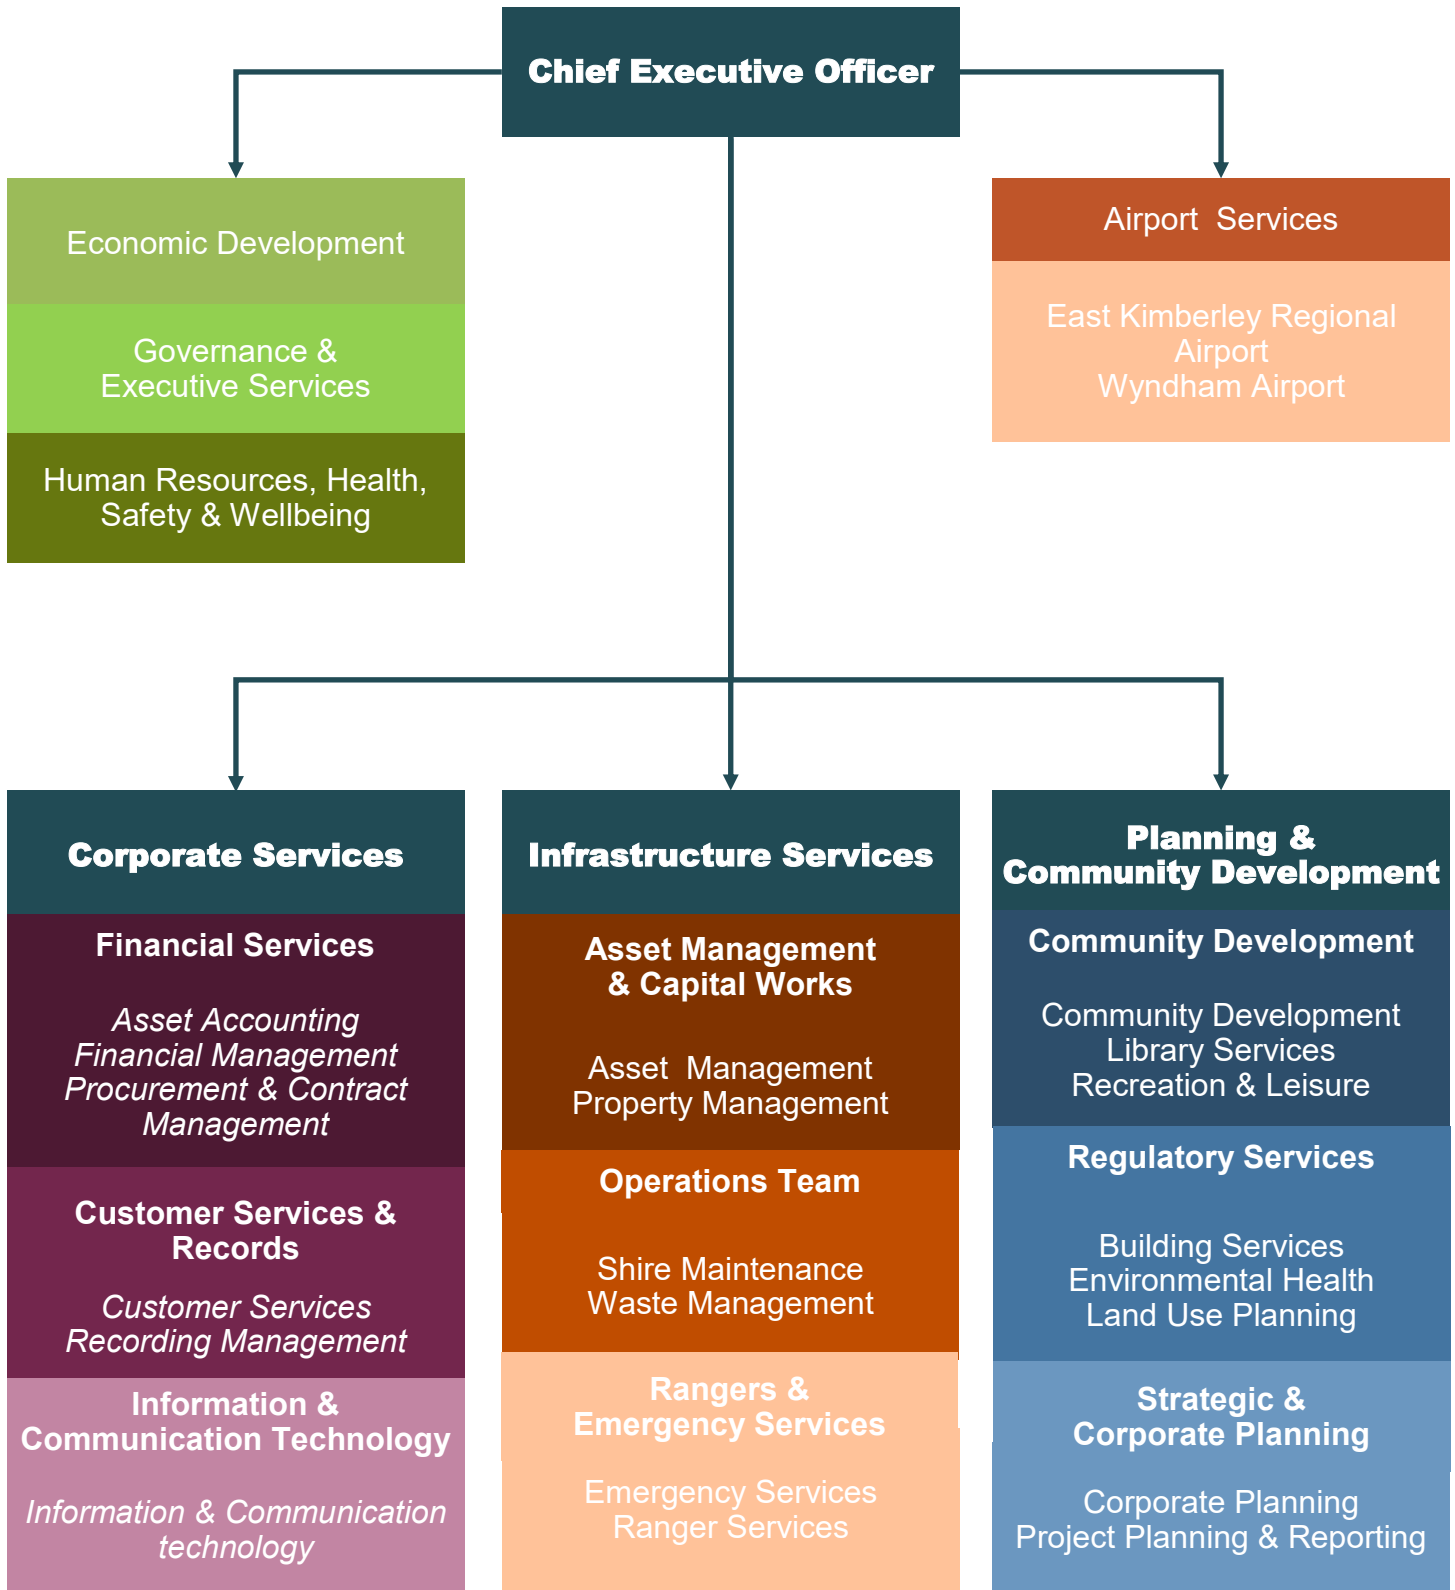 Chief Executive Officer
Economic Development
Governance &
Executive Services
Human Resources, Health,
Safety & Wellbeing
Airport  Services
East Kimberley Regional
Airport
Wyndham Airport
Corporate Services
Financial Services
Asset Accounting
Financial Management
Procurement & Contract
Management
Customer Services &
Records
Customer Services
Recording Management
Information &
Communication Technology
Information & Communication
technology
Infrastructure Services
Asset Management
& Capital Works
Asset  Management
Property Management
Operations Team
Shire Maintenance
Waste Management
Rangers &
Emergency Services
Emergency Services
Ranger Services
Planning &
Community Development
Community Development
Community Development
Library Services
Recreation & Leisure
Regulatory Services
Building Services
Environmental Health
Land Use Planning
Strategic &
Corporate Planning
Corporate Planning
Project Planning & Reporting